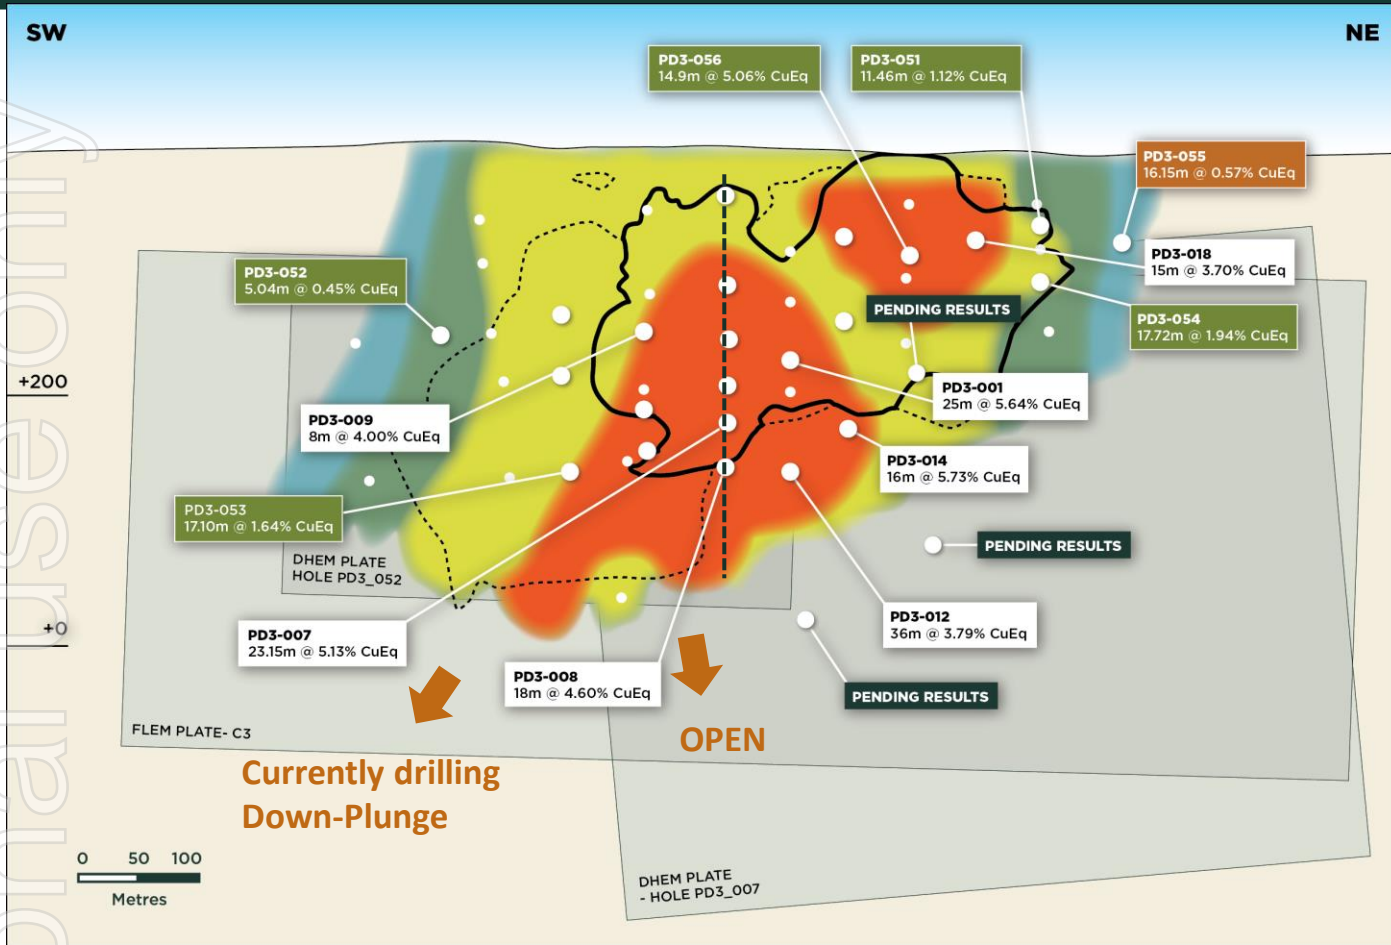 SW
NE
PD3-056
14.9m @ 5.06% CuEq
PD3-051
11.46m @ 1.12% CuEq
PD3-055
16.15m @ 0.57% CuEq
PD3-018
15m @ 3.70% CuEq
PD3-052
5.04m @ 0.45% CuEq
PENDING RESULTS
PD3-054
17.72m @ 1.94% CuEq
+200
PD3-001
25m @ 5.64% CuEq
PD3-009
8m @ 4.00% CuEq
PD3-014
16m @ 5.73% CuEq
PD3-053
17.10m @ 1.64% CuEq
PENDING RESULTS
DHEM PLATE
HOLE PD3_052
+0
PD3-007
23.15m @ 5.13% CuEq
PD3-012
36m @ 3.79% CuEq
PD3-008
18m @ 4.60% CuEq
PENDING RESULTS
FLEM PLATE- C3
OPEN
Currently drilling
Down-Plunge
0 50 100
Metres
DHEM PLATE
- HOLE PD3_007
onal use only